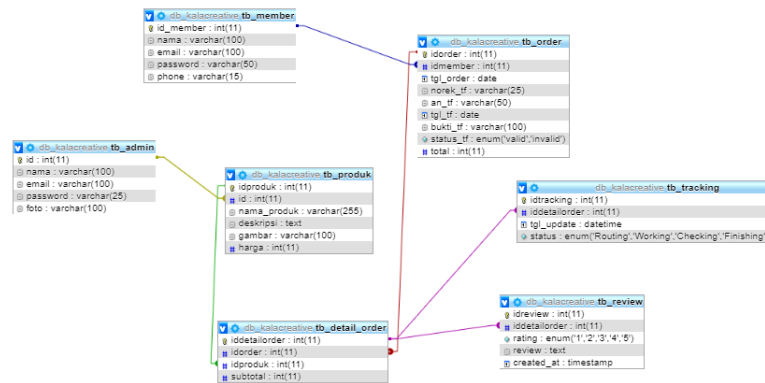 db_kalacreative tb_member
id_member : int(11)
nama : varchar(100)
email : varchar(100)
password : varchar(50)
phone : varchar(15)
db_kalacreative tb_order
idorder : int(11)
idmember : int(11)
tgl_order : date
norek_tf : varchar(25)
an_tf : varchar(50)
tgl_tf : date
bukti_tf : varchar(100)
status_tf : enum('valid','invalid')
total : int(11)
db_kalacreative tb_admin
id : int(11)
nama : varchar(100)
email : varchar(100)
password : varchar(25)
foto : varchar(100)
db_kalacreative tb_produk
idproduk : int(11)
id : int(11)
nama_produk : varchar(255)
deskripsi : text
gambar : varchar(100)
harga : int(11)
db_kalacreative tb_tracking
idtracking : int(11)
iddetailorder : int(11)
tgl_update : datetime
status : enum('Routing','Working','Checking','Finishing'
db_kalacreative tb_review
idreview : int(11)
iddetailorder : int(11)
rating : enum('1','2','3','4','5')
review : text
created_at : timestamp
db_kalacreative tb_detail_order
iddetailorder : int(11)
idorder : int(11)
idproduk : int(11)
subtotal : int(11)